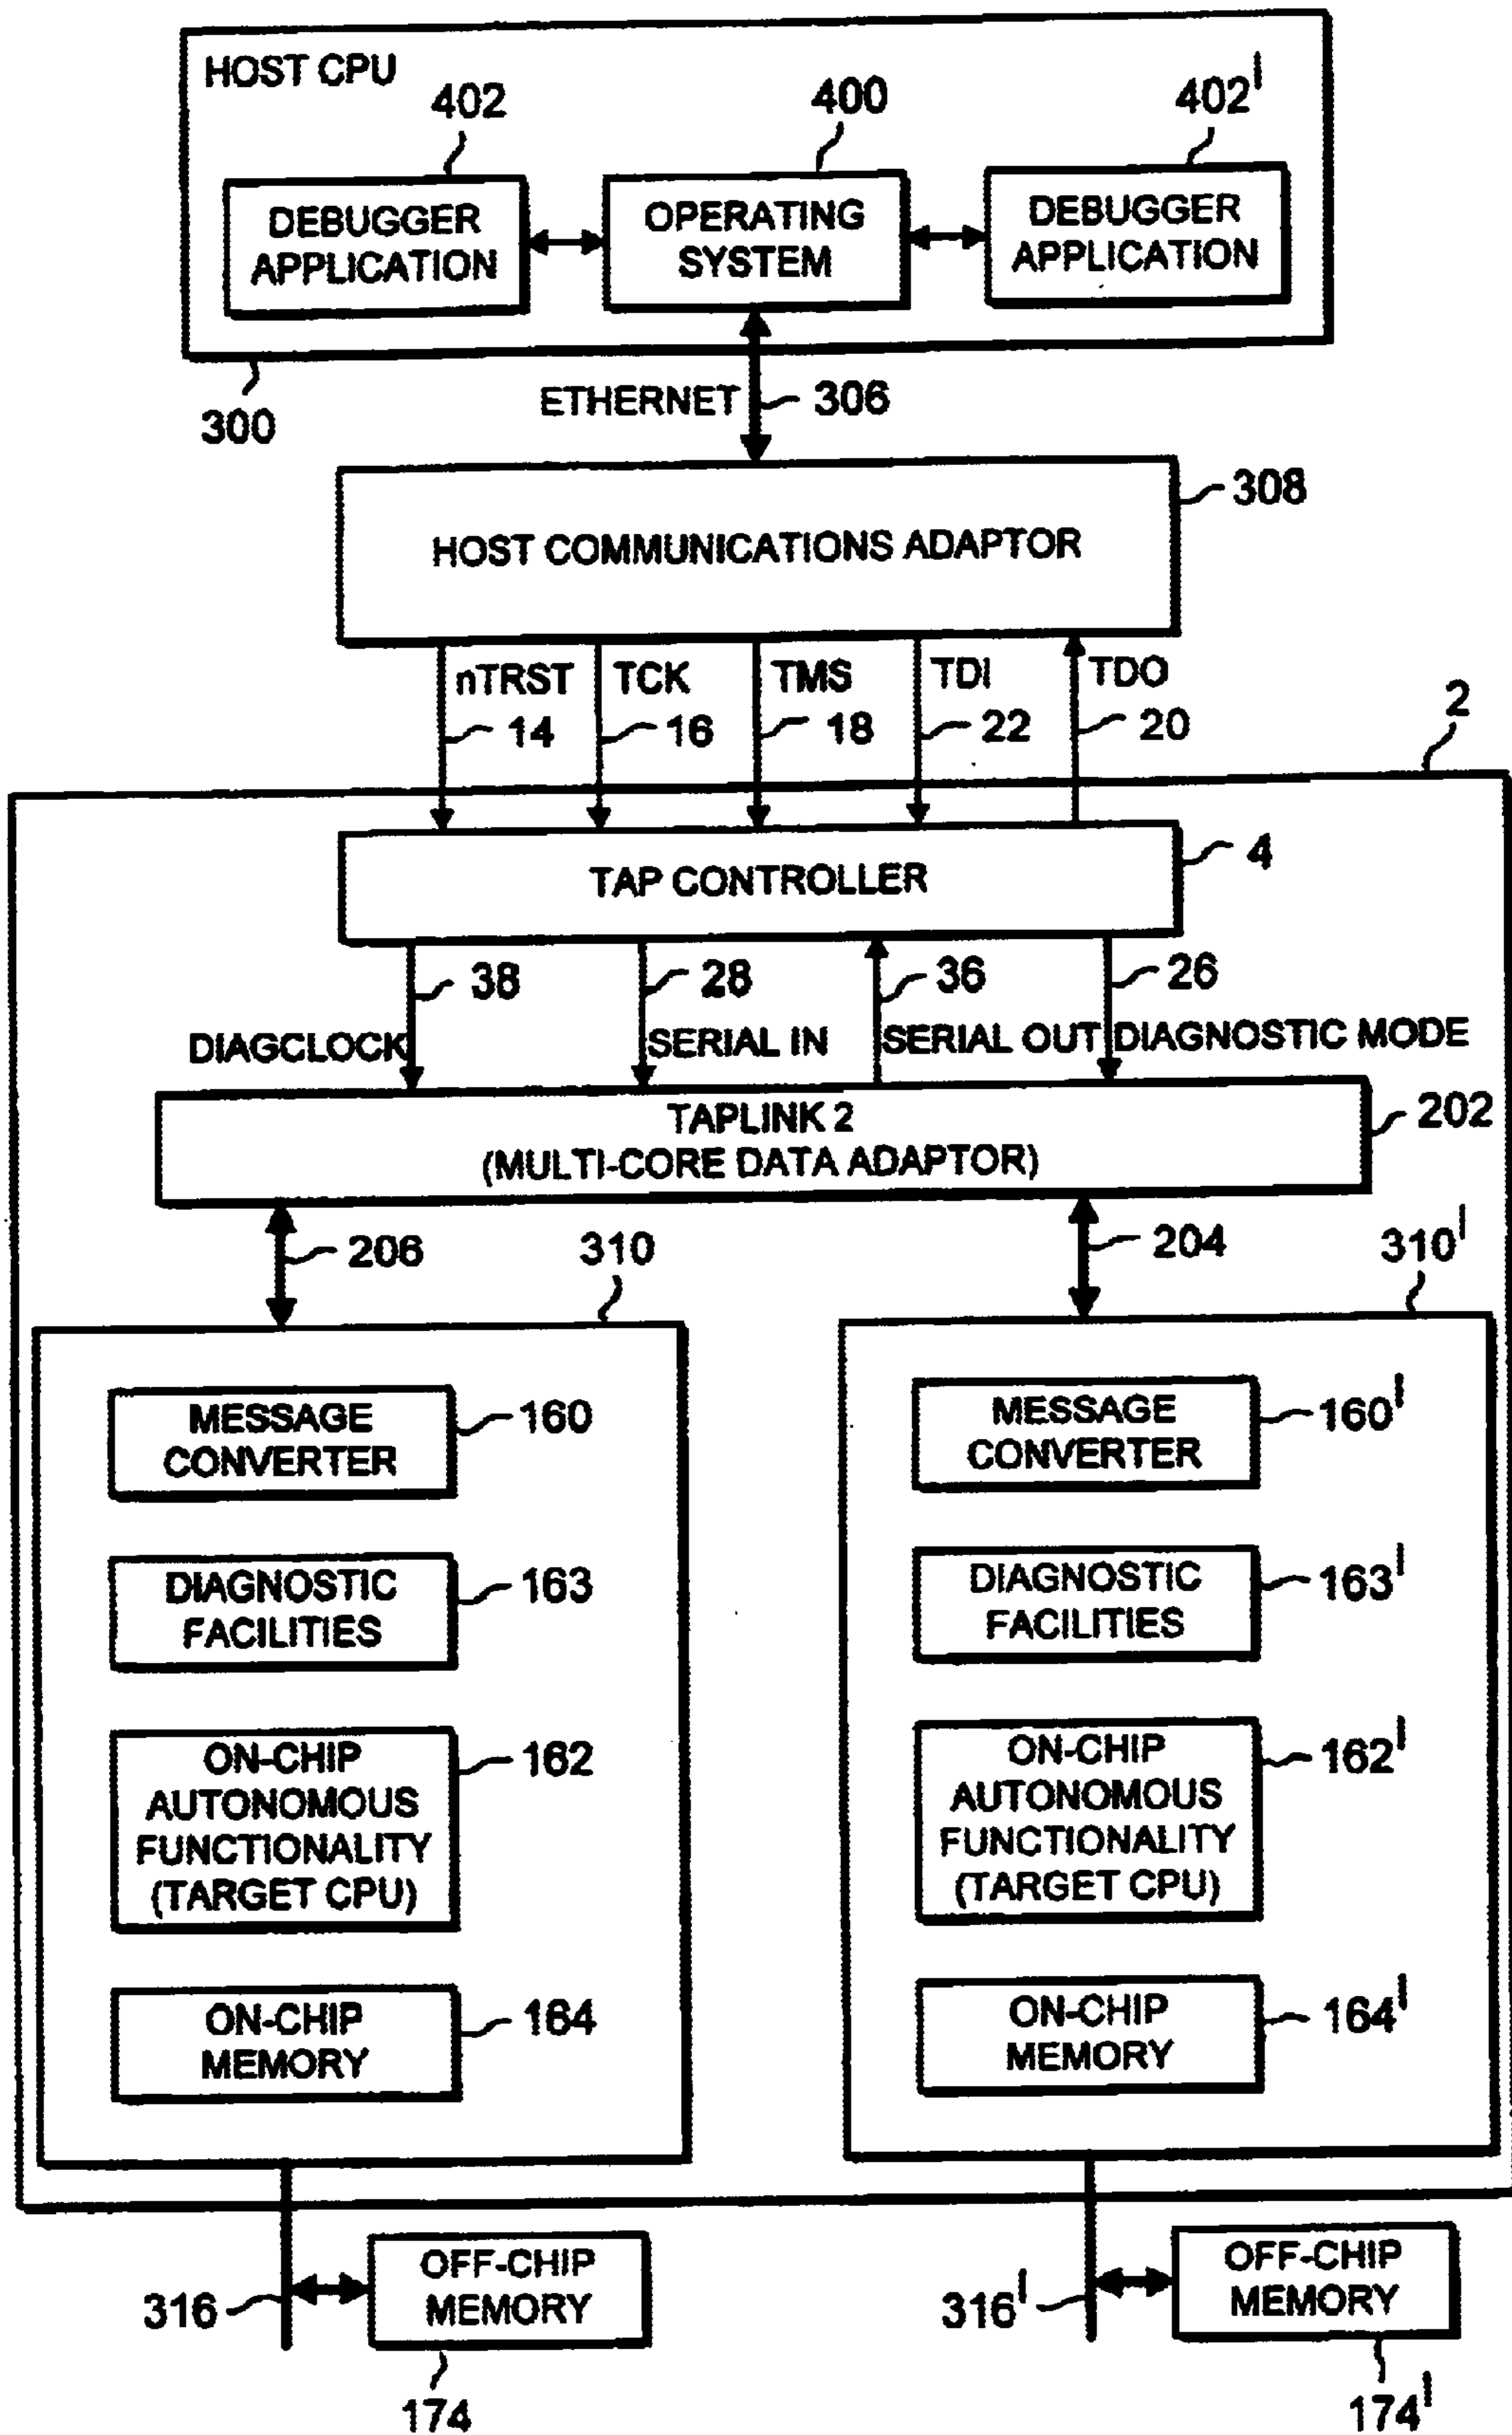 HOST CPU
402
400
402'
DEBUGGER
APPLICATION
OPERATING
SYSTEM
DEBUGGER
APPLICATION
300
ETHERNET
306
308
HOST COMMUNICATIONS ADAPTOR
nTRST
TCK
TMS
TDI
TDO
14
16
18
22
20
2
TAP CONTROLLER
4
38
28
36
26
DIAGCLOCK
SERIAL IN
SERIAL OUT
DIAGNOSTIC MODE
TAPLINK 2
(MULTI-CORE DATA ADAPTOR)
202
206
310
204
310'
MESSAGE
CONVERTER
160
MESSAGE
CONVERTER
160'
DIAGNOSTIC
FACILITIES
163
DIAGNOSTIC
FACILITIES
163'
ON-CHIP
AUTONOMOUS
FUNCTIONALITY
(TARGET CPU)
162
ON-CHIP
AUTONOMOUS
FUNCTIONALITY
(TARGET CPU)
162'
ON-CHIP
MEMORY
164
ON-CHIP
MEMORY
164'
316
OFF-CHIP
MEMORY
174
316'
OFF-CHIP
MEMORY
174'